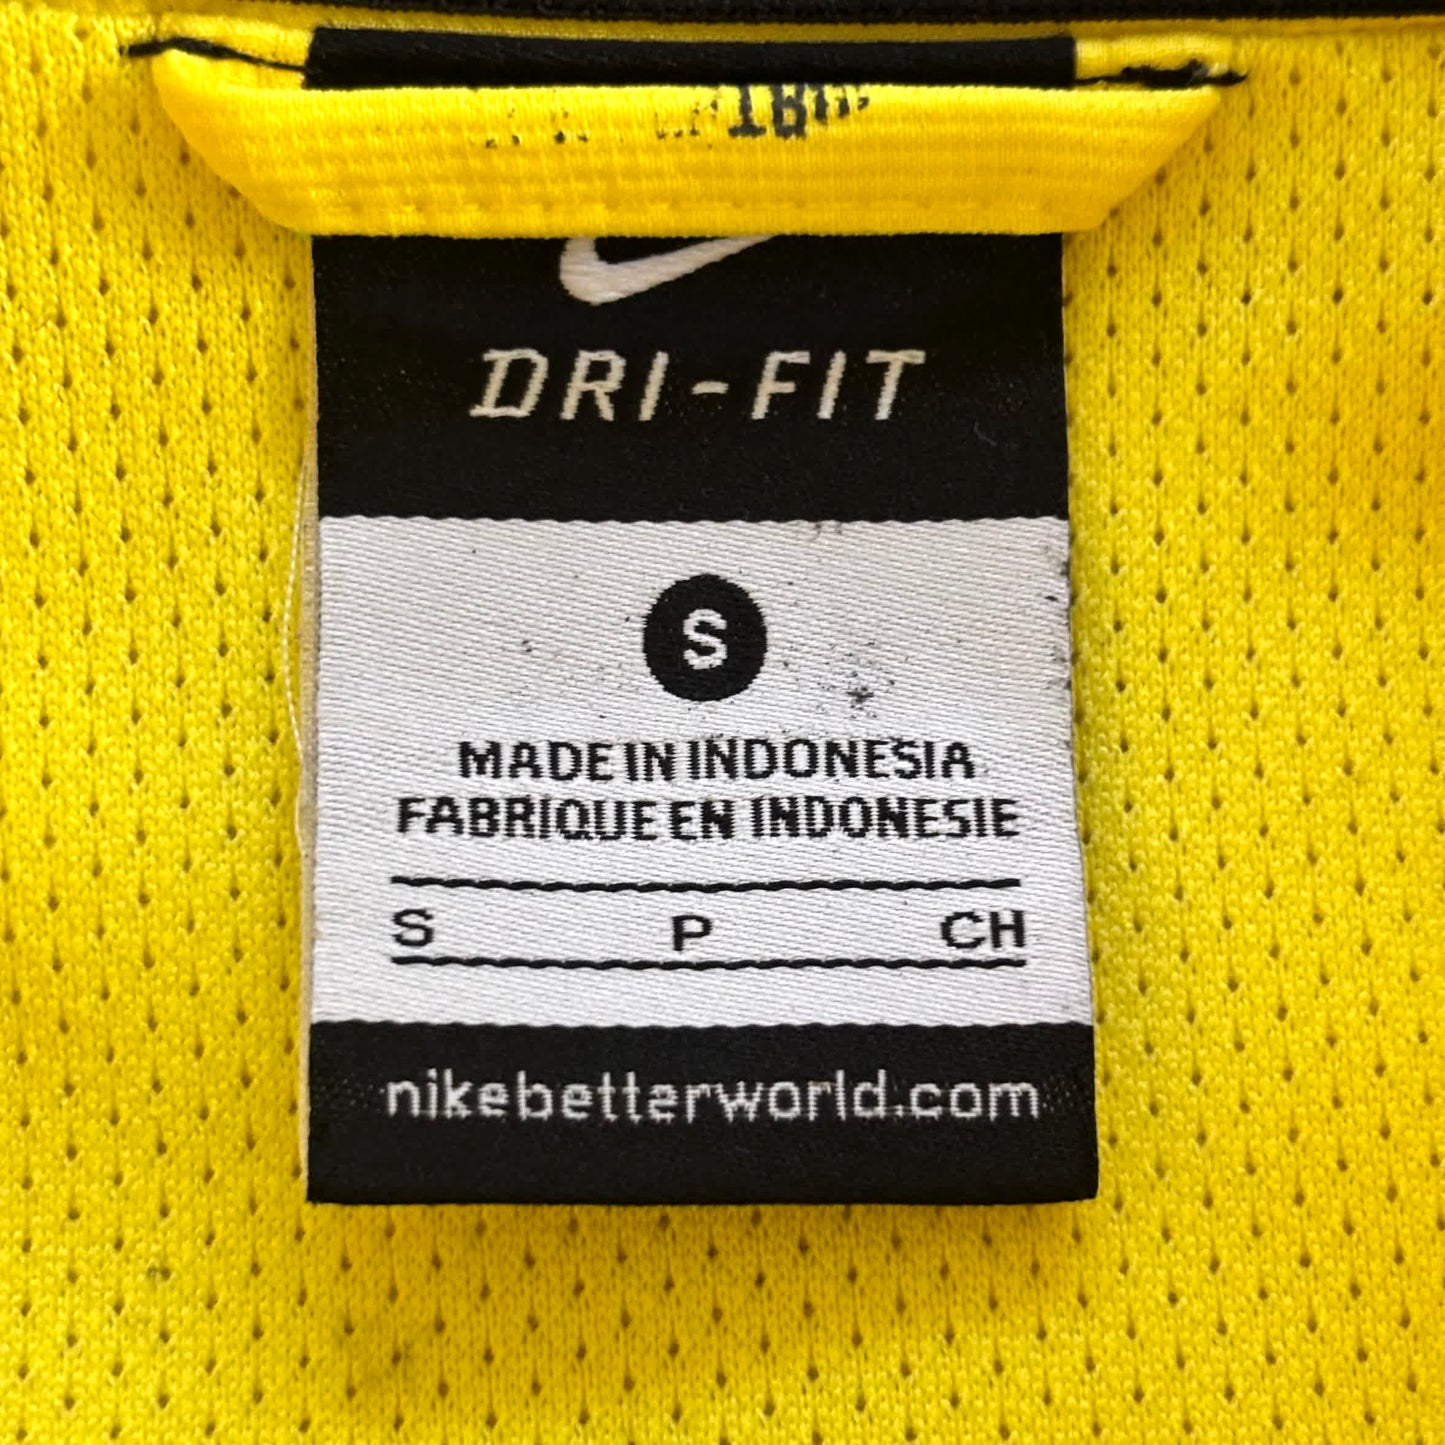 DRI-FIT
S
MADE IN INDONESIA
FABRIQUE EN INDONESIE
S P CH
nikebetterworld.com